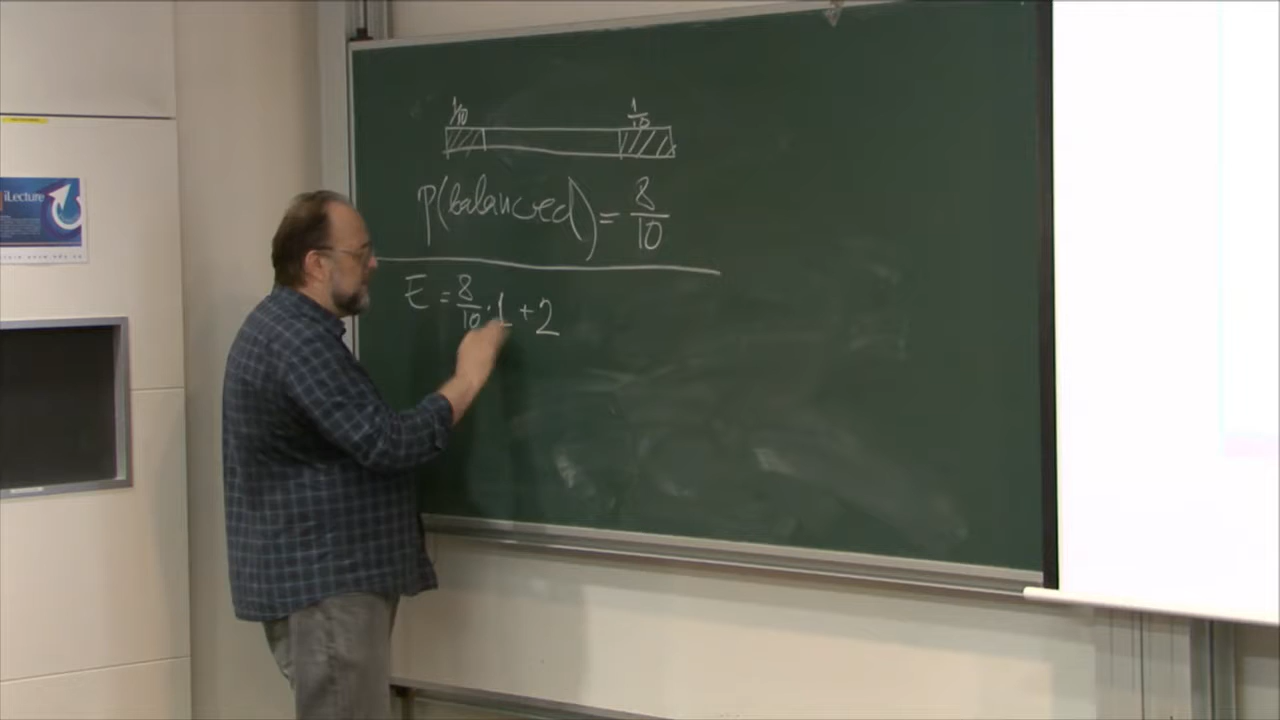 iLecture
1/10 1/10
P(balanced) = 8/10
E = 8/10 · 1 + 2